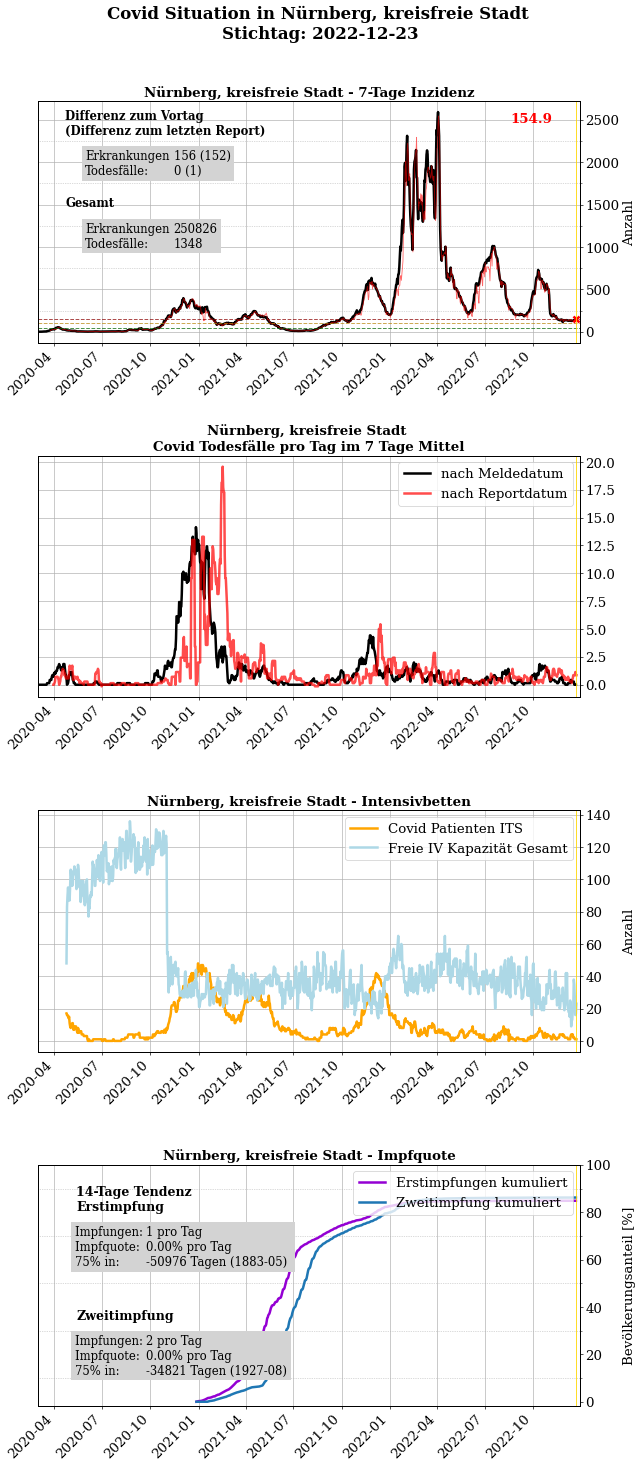 Covid Situation in Nürnberg, kreisfreie Stadt
Stichtag: 2022-12-23
Nürnberg, kreisfreie Stadt - 7-Tage Inzidenz
Differenz zum Vortag
(Differenz zum letzten Report)
Erkrankungen 156 (152)
Todesfälle: 0 (1)
Gesamt
Erkrankungen 250826
Todesfälle: 1348
154.9
2500
2000
1500
1000
500
0
Anzahl
2020-04
2020-07
2020-10
2021-01
2021-04
2021-07
2021-10
2022-01
2022-04
2022-07
2022-10
Nürnberg, kreisfreie Stadt
Covid Todesfälle pro Tag im 7 Tage Mittel
nach Meldedatum
nach Reportdatum
20.0
17.5
15.0
12.5
10.0
7.5
5.0
2.5
0.0
2020-04
2020-07
2020-10
2021-01
2021-04
2021-07
2021-10
2022-01
2022-04
2022-07
2022-10
Nürnberg, kreisfreie Stadt - Intensivbetten
Covid Patienten ITS
Freie IV Kapazität Gesamt
140
120
100
80
60
40
20
0
Anzahl
2020-04
2020-07
2020-10
2021-01
2021-04
2021-07
2021-10
2022-01
2022-04
2022-07
2022-10
Nürnberg, kreisfreie Stadt - Impfquote
14-Tage Tendenz
Erstimpfung
Impfungen: 1 pro Tag
Impfquote: 0.00% pro Tag
75% in: -50976 Tagen (1883-05)
Zweitimpfung
Impfungen: 2 pro Tag
Impfquote: 0.00% pro Tag
75% in: -34821 Tagen (1927-08)
Erstimpfungen kumuliert
Zweitimpfung kumuliert
100
80
60
40
20
0
Bevölkerungsanteil [%]
2020-04
2020-07
2020-10
2021-01
2021-04
2021-07
2021-10
2022-01
2022-04
2022-07
2022-10